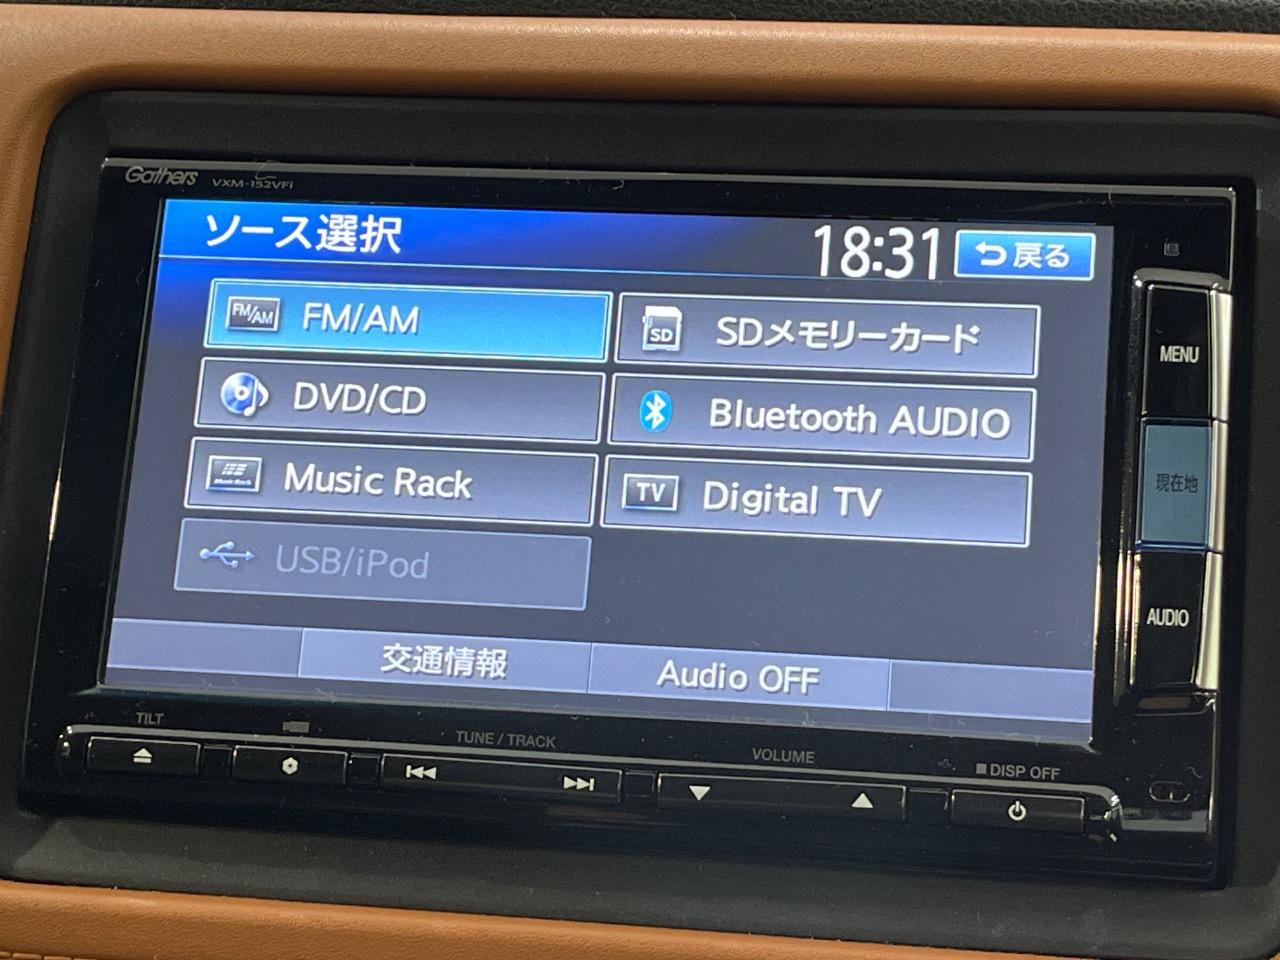 Gathers VXM-152VFi
ソース選択 18:31 戻る
FM/AM FM/AM
SD SDメモリーカード
DVD/CD
Bluetooth AUDIO
Music Rack Music Rack
TV Digital TV
USB/iPod
交通情報 Audio OFF
MENU
現在地
AUDIO
TILT TUNE / TRACK VOLUME DISP OFF